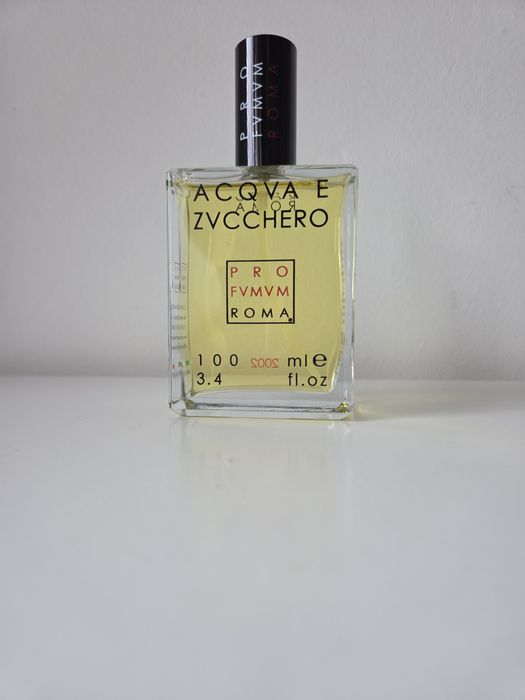 PRO
FVMVM
ROMA
ACQVA E
ROMA
ZVCCHERO
PRO
FVMVM
ROMA
100 2002 ml e
3.4 fl.oz